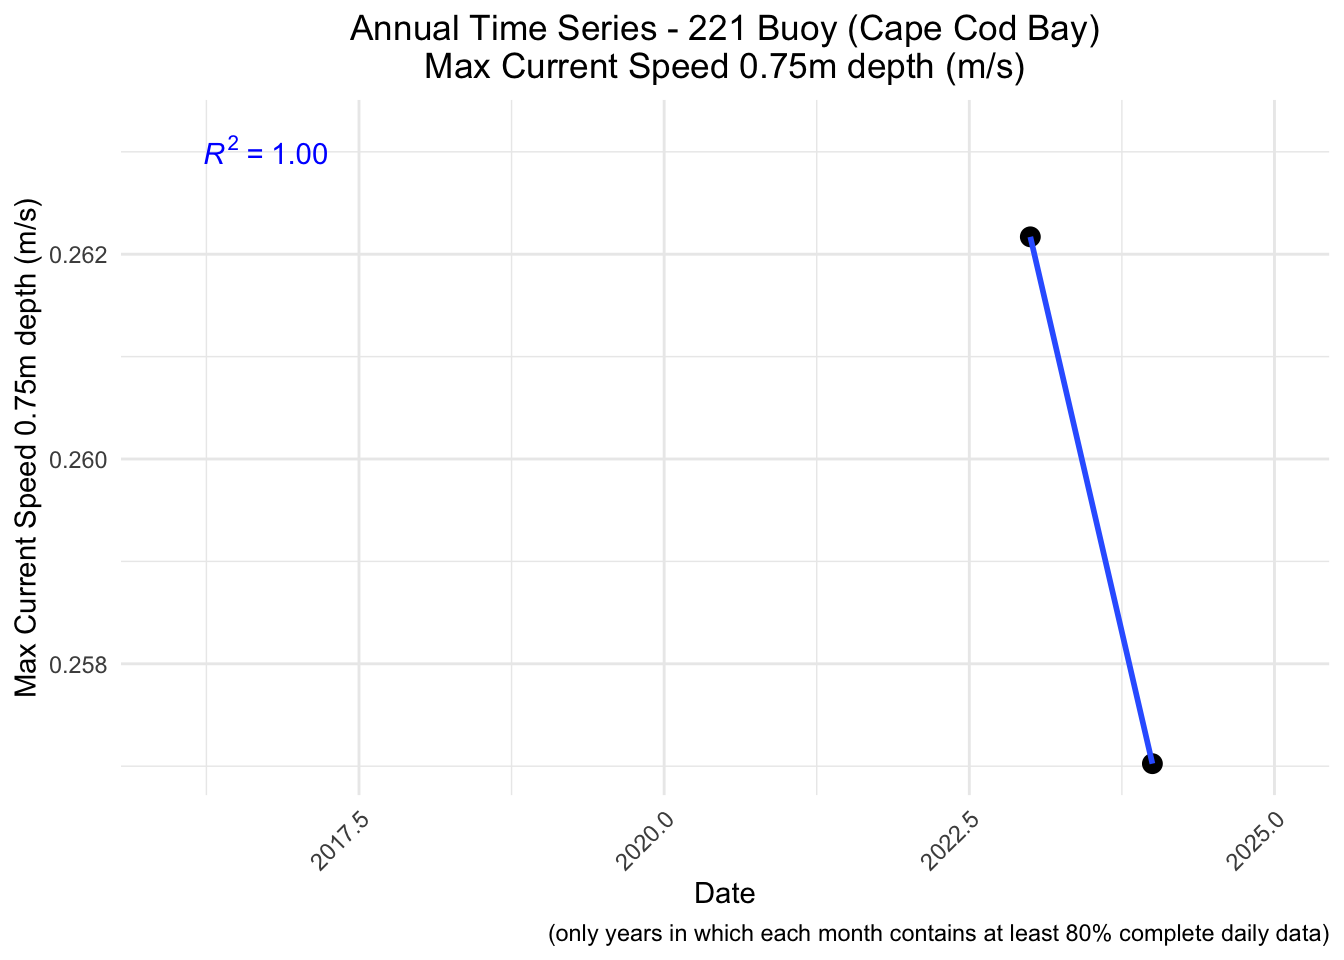 Annual Time Series - 221 Buoy (Cape Cod Bay)
Max Current Speed 0.75m depth (m/s)
R² = 1.00
Max Current Speed 0.75m depth (m/s)
0.262
0.260
0.258
2017.5
2020.0
2022.5
2025.0
Date
(only years in which each month contains at least 80% complete daily data)